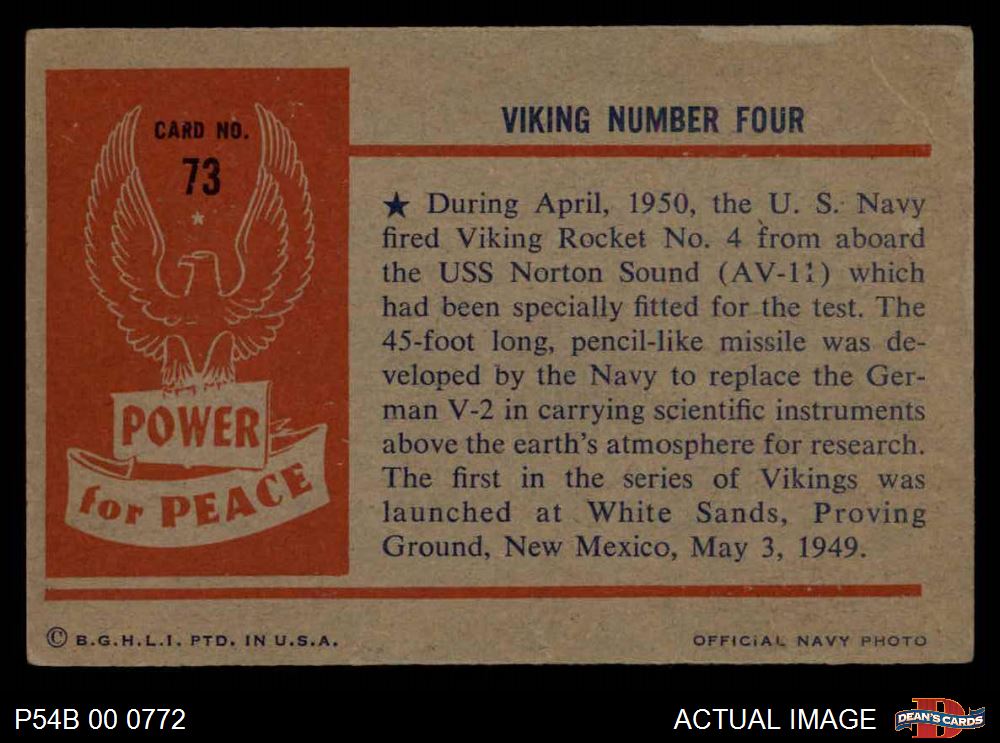 CARD NO.
73
POWER
for PEACE
VIKING NUMBER FOUR
★ During April, 1950, the U. S. Navy
fired Viking Rocket No. 4 from aboard
the USS Norton Sound (AV-11) which
had been specially fitted for the test. The
45-foot long, pencil-like missile was de-
veloped by the Navy to replace the Ger-
man V-2 in carrying scientific instruments
above the earth's atmosphere for research.
The first in the series of Vikings was
launched at White Sands, Proving
Ground, New Mexico, May 3, 1949.
© B.G.H.L.I. PTD. IN U.S.A.
OFFICIAL NAVY PHOTO
P54B 00 0772
ACTUAL IMAGE
D
DEAN'S CARDS